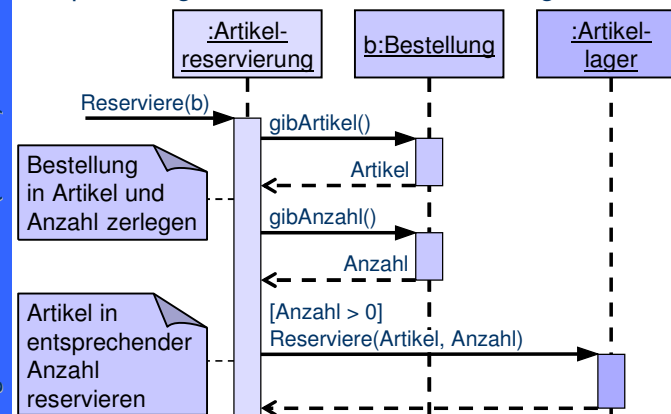 :Artikel-
reservierung
b:Bestellung
:Artikel-
lager
Reserviere(b)
gibArtikel()
Bestellung
in Artikel und
Anzahl zerlegen
Artikel
gibAnzahl()
Anzahl
Artikel in
entsprechender
Anzahl
reservieren
[Anzahl > 0]
Reserviere(Artikel, Anzahl)